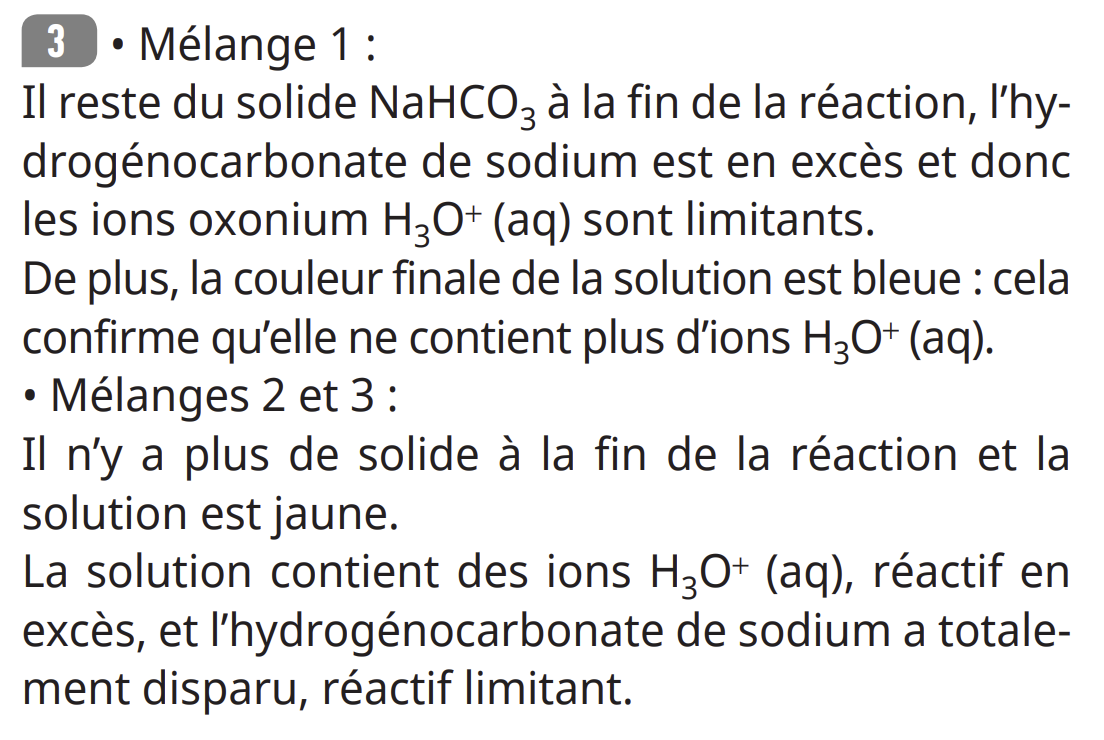 3 • Mélange 1 :
Il reste du solide NaHCO₃ à la fin de la réaction, l’hy-
drogénocarbonate de sodium est en excès et donc
les ions oxonium H₃O⁺ (aq) sont limitants.
De plus, la couleur finale de la solution est bleue : cela
confirme qu’elle ne contient plus d’ions H₃O⁺ (aq).
• Mélanges 2 et 3 :
Il n’y a plus de solide à la fin de la réaction et la
solution est jaune.
La solution contient des ions H₃O⁺ (aq), réactif en
excès, et l’hydrogénocarbonate de sodium a totale-
ment disparu, réactif limitant.